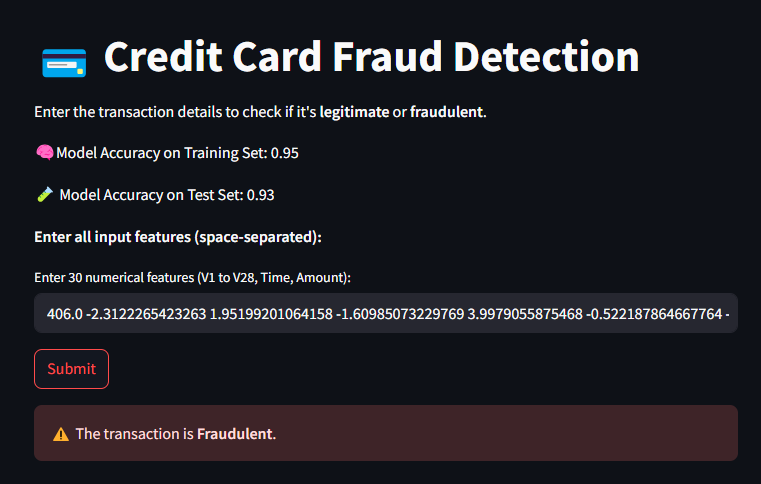 Credit Card Fraud Detection
Enter the transaction details to check if it's legitimate or fraudulent.
Model Accuracy on Training Set: 0.95
Model Accuracy on Test Set: 0.93
Enter all input features (space-separated):
Enter 30 numerical features (V1 to V28, Time, Amount):
406.0 -2.3122265423263 1.95199201064158 -1.60985073229769 3.9979055875468 -0.522187864667764 -
Submit
The transaction is Fraudulent.